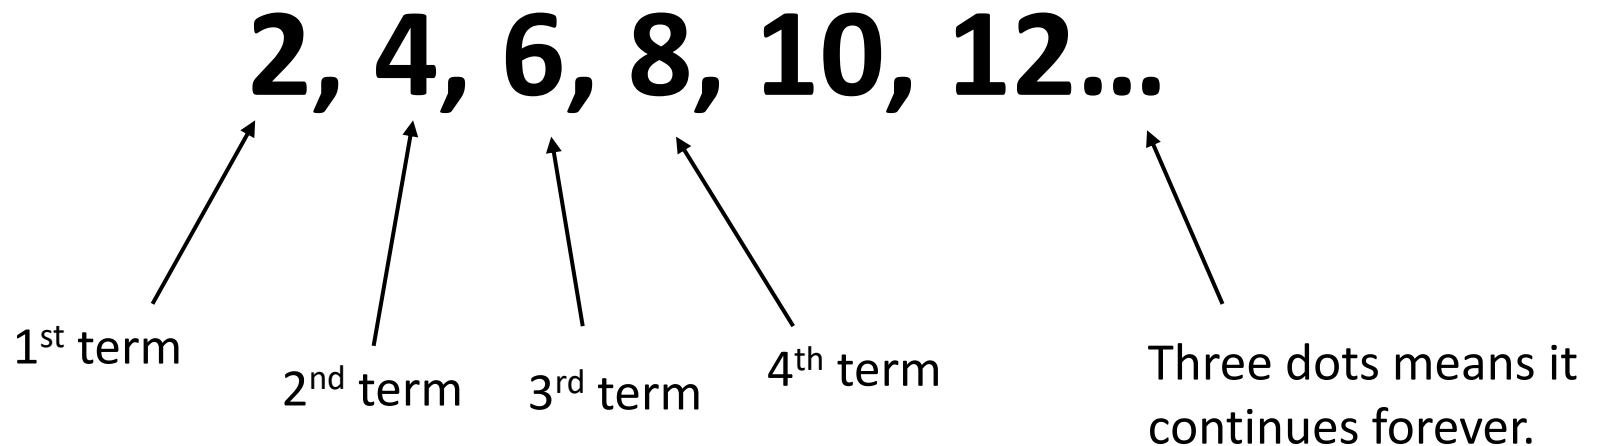 2, 4, 6, 8, 10, 12...
1st term
2nd term
3rd term
4th term
Three dots means it
continues forever.